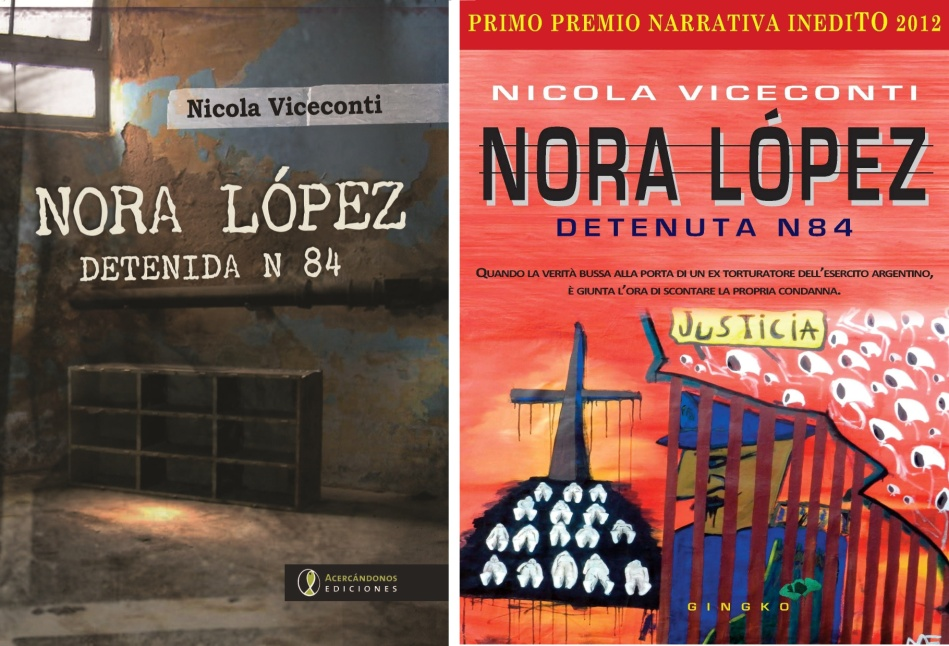 Nicola Viceconti
NORA LÓPEZ
DETENIDA N 84
ACERCÁNDONOS
EDICIONES
PRIMO PREMIO NARRATIVA INEDITO 2012
NICOLA VICECONTI
NORA LÓPEZ
DETENUTA N84
QUANDO LA VERITÀ BUSSA ALLA PORTA DI UN EX TORTURATORE DELL'ESERCITO ARGENTINO,
È GIUNTA L'ORA DI SCONTARE LA PROPRIA CONDANNA.
JUSTICIA
GINGKO